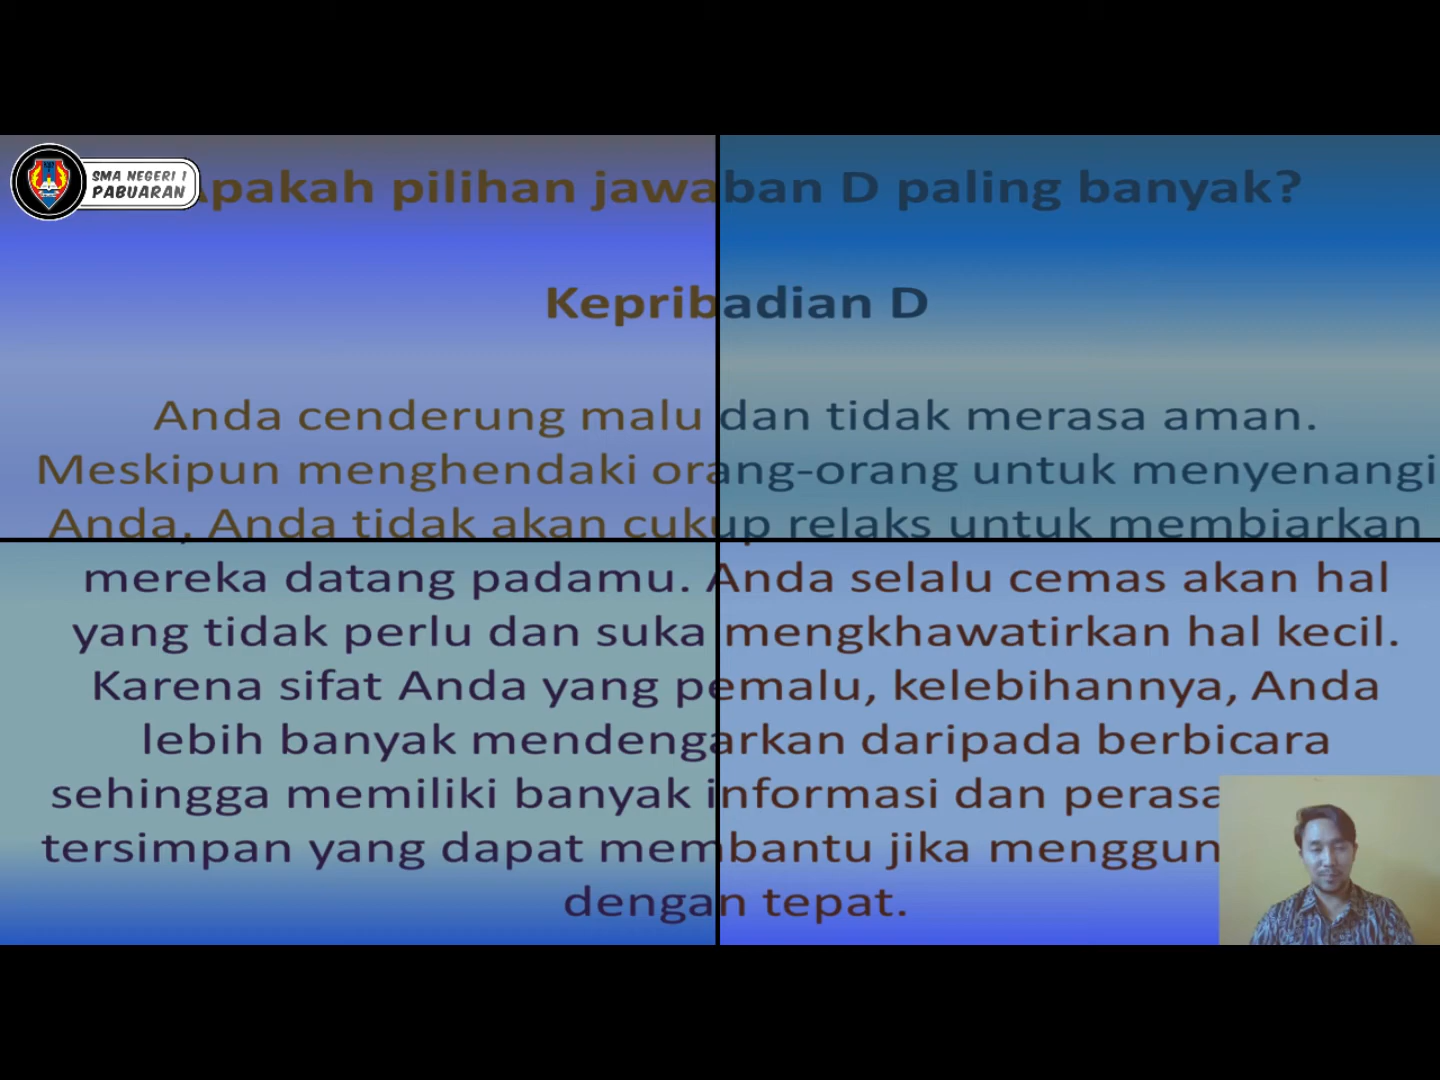 SMA NEGERI 1
PABUARAN
Apakah pilihan jawaban D paling banyak?
Kepribadian D
Anda cenderung malu dan tidak merasa aman.
Meskipun menghendaki orang-orang untuk menyenangi
Anda, Anda tidak akan cukup relaks untuk membiarkan
mereka datang padamu. Anda selalu cemas akan hal
yang tidak perlu dan suka mengkhawatirkan hal kecil.
Karena sifat Anda yang pemalu, kelebihannya, Anda
lebih banyak mendengarkan daripada berbicara
sehingga memiliki banyak informasi dan
tersimpan yang dapat membantu jika
dengan tepat.